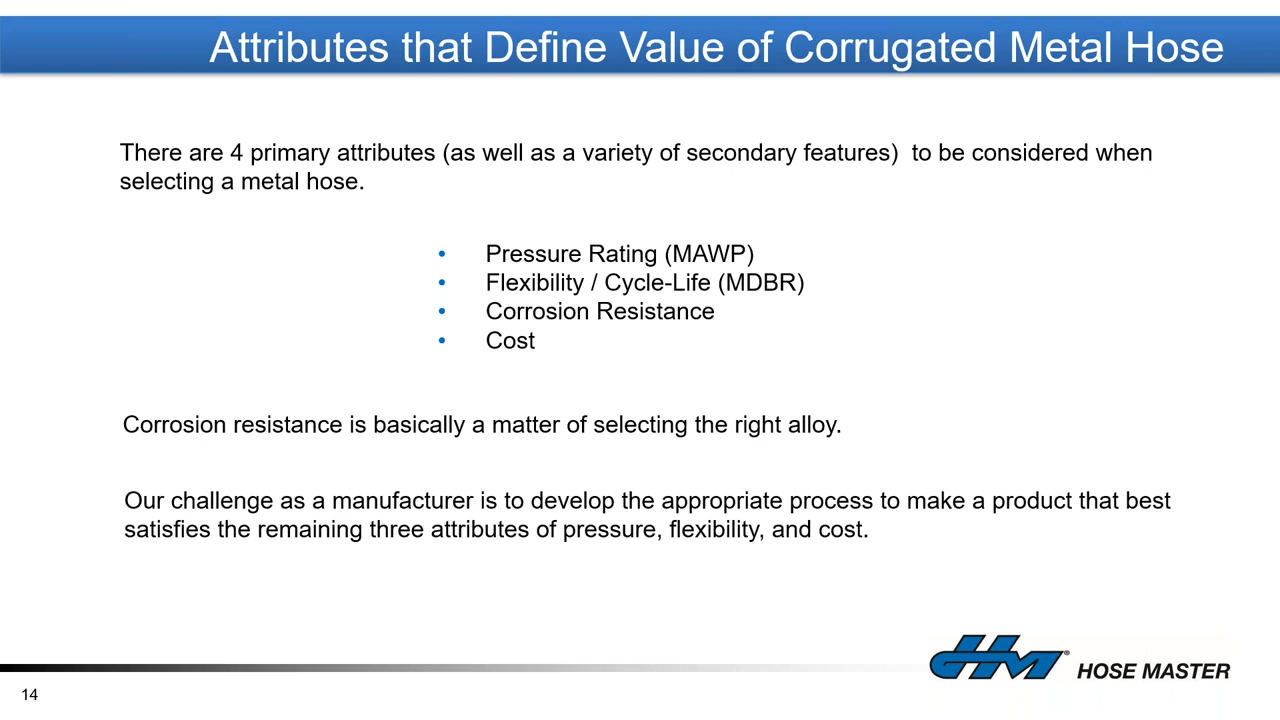 Attributes that Define Value of Corrugated Metal Hose
There are 4 primary attributes (as well as a variety of secondary features)  to be considered when
selecting a metal hose.
• Pressure Rating (MAWP)
• Flexibility / Cycle-Life (MDBR)
• Corrosion Resistance
• Cost
Corrosion resistance is basically a matter of selecting the right alloy.
Our challenge as a manufacturer is to develop the appropriate process to make a product that best
satisfies the remaining three attributes of pressure, flexibility, and cost.
HM® HOSE MASTER
14